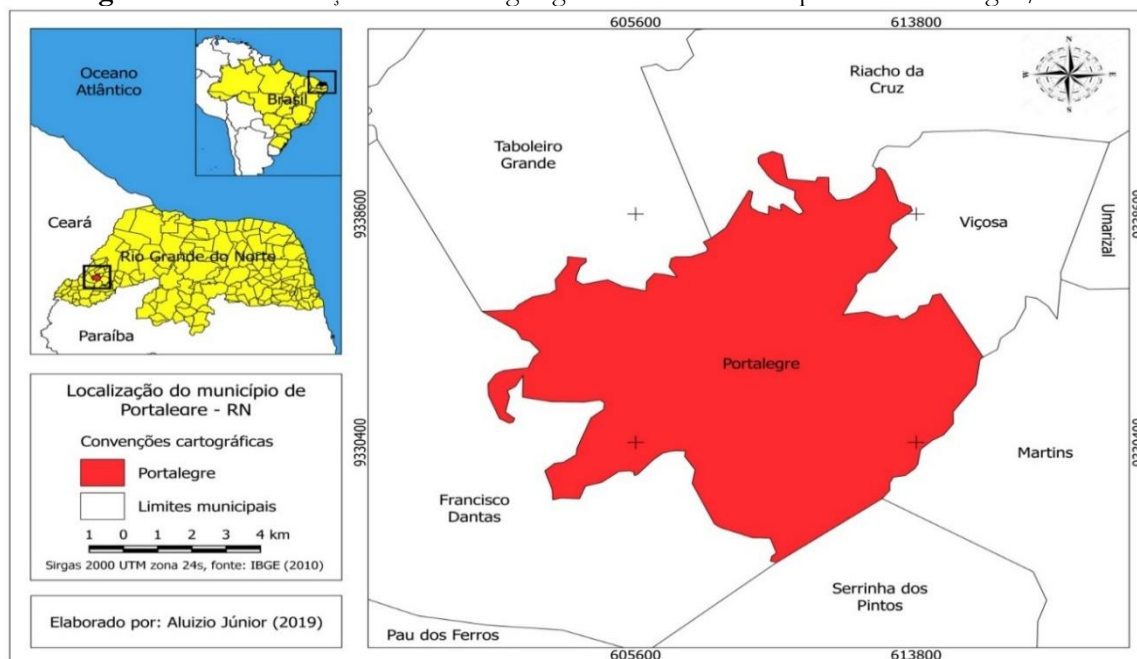 605600
613800
Oceano
Atlântico
Brasil
Ceará
Rio Grande do Norte
Paraíba
Riacho da
Cruz
N
W
E
S
Taboleiro
Grande
9338600
9338600
Viçosa
Umarizal
Portalegre
9330400
9330400
Martins
Francisco
Dantas
Serrinha dos
Pintos
Pau dos Ferros
605600
613800
Localização do município de
Portalegre - RN
Convenções cartográficas
Portalegre
Limites municipais
1 0 1 2 3 4 km
Sirgas 2000 UTM zona 24s, fonte: IBGE (2010)
Elaborado por: Aluizio Júnior (2019)